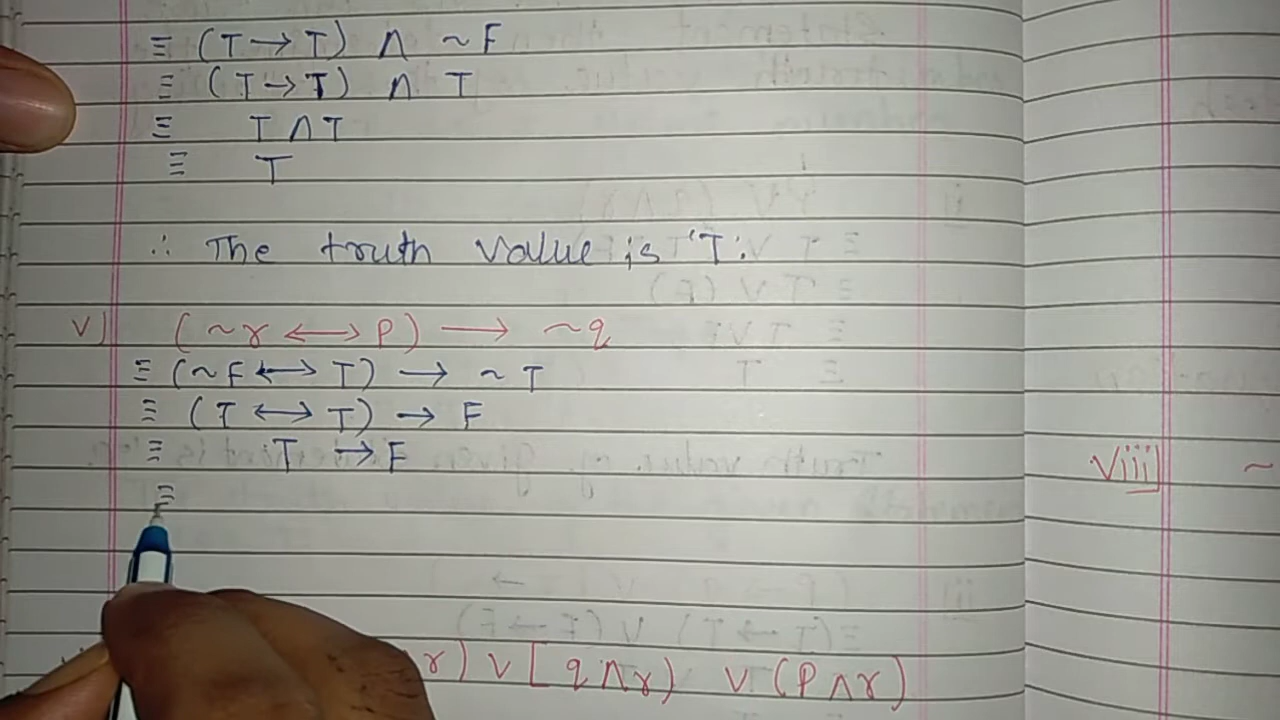 ≡ (T → T) ∧ ~F
≡ (T → T) ∧ T
≡ T ∧ T
≡ T
∴ The truth value is 'T'.
v) (~r ↔ p) → ~q
≡ (~F ↔ T) → ~T
≡ (T ↔ T) → F
≡ T → F
≡
viii) ~
r) ∨ [q ∧ r) ∨ (p ∧ r)